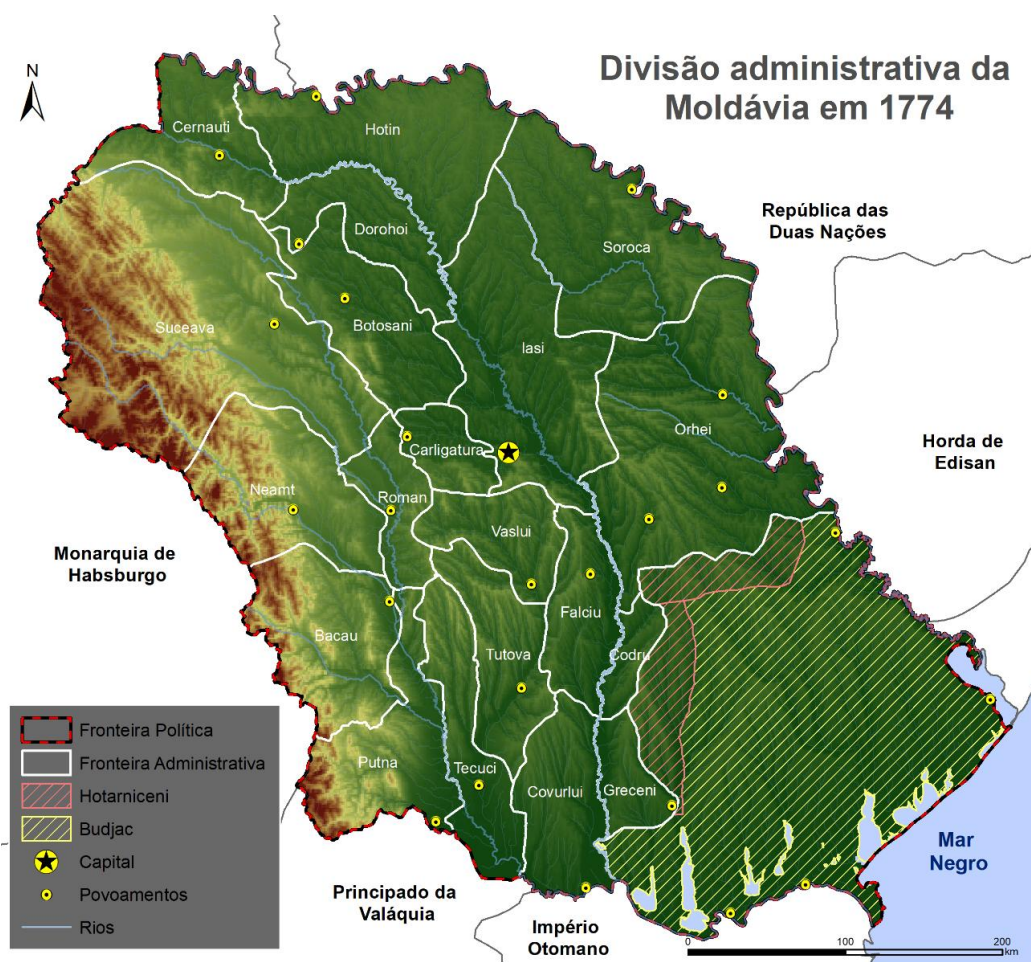 Divisão administrativa da
Moldávia em 1774
N
Cernauti
Hotin
República das
Duas Nações
Dorohoi
Soroca
Suceava
Botosani
Iasi
Orhei
Carligatura
Horda de
Edisan
Neamt
Roman
Vaslui
Monarquia de
Habsburgo
Falciu
Bacau
Tutova
Codru
Putna
Tecuci
Covurlui
Greceni
Fronteira Política
Fronteira Administrativa
Hotarniceni
Budjac
Capital
Povoamentos
Rios
Mar
Negro
Principado da
Valáquia
Império
Otomano
0 100 200
km